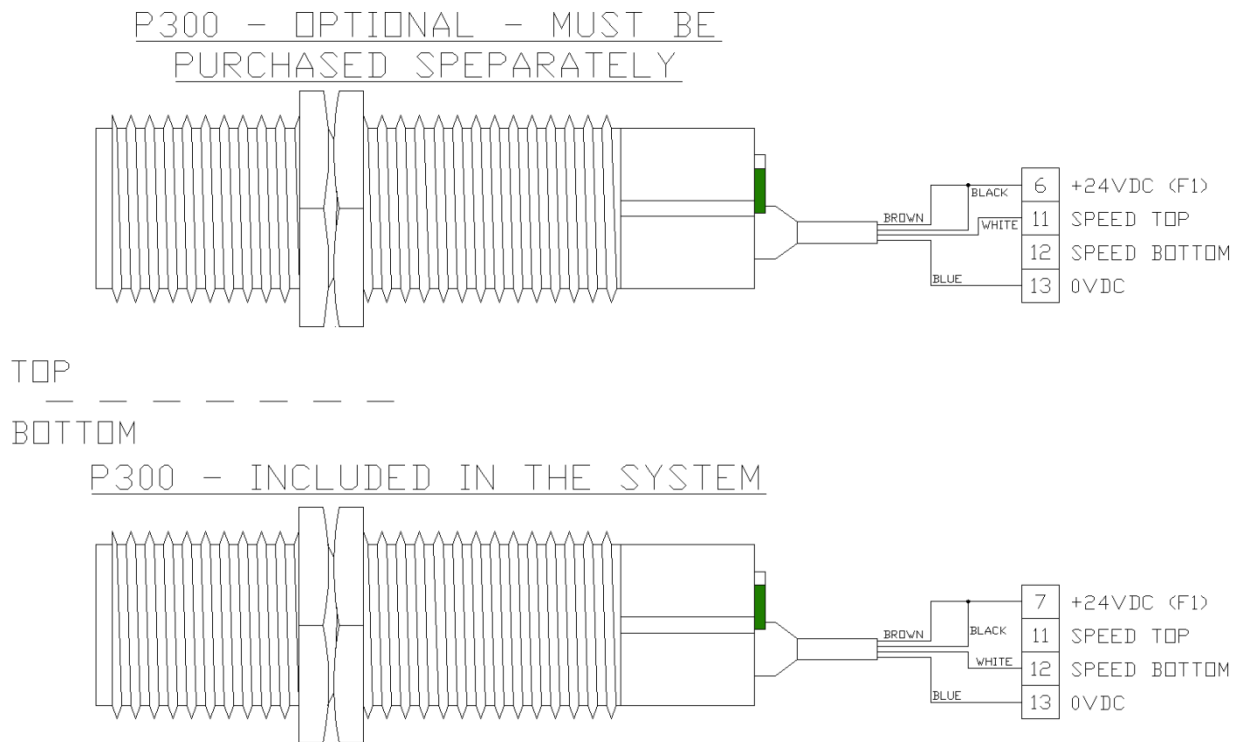 P300 - OPTIONAL - MUST BE
PURCHASED SPEPARATELY
BROWN
BLACK
WHITE
BLUE
6 +24VDC (F1)
11 SPEED TOP
12 SPEED BOTTOM
13 0VDC
TOP
BOTTOM
P300 - INCLUDED IN THE SYSTEM
BROWN
BLACK
WHITE
BLUE
7 +24VDC (F1)
11 SPEED TOP
12 SPEED BOTTOM
13 0VDC